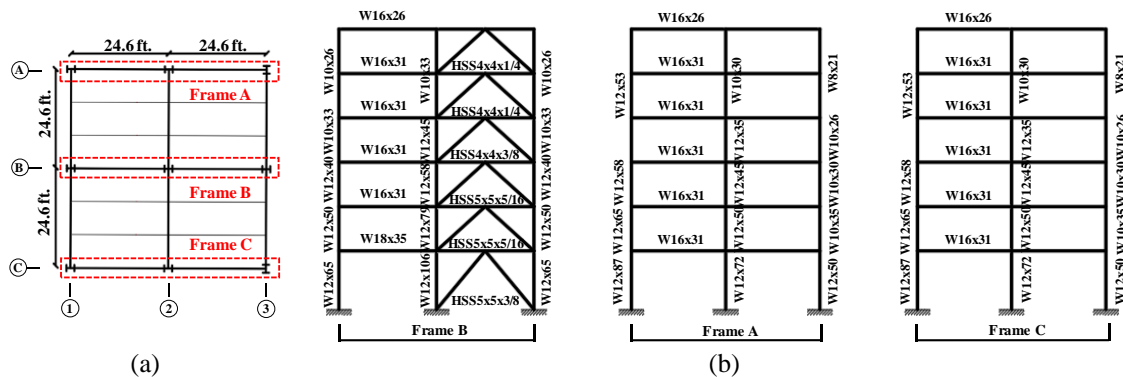 24.6 ft. 24.6 ft.
A
Frame A
24.6 ft.
B
Frame B
24.6 ft.
Frame C
C
1 2 3
(a)
W16x26
W10x26 W16x31 W10x33 HSS4x4x1/4 W10x26
W16x31 HSS4x4x1/4
W10x33 W16x31 W12x45 HSS4x4x3/8 W10x33
W12x40 W16x31 W12x58 HSS5x5x5/16 W12x40
W12x50 W18x35 W12x79 HSS5x5x5/16 W12x50
W12x65 W12x106 HSS5x5x3/8 W12x65
Frame B
W16x26
W12x53 W16x31 W10x30 W8x21
W16x31
W16x31 W12x35 W10x26
W12x58 W16x31 W12x45 W10x30
W12x65 W16x31 W12x50 W10x35
W12x87 W12x72 W12x50
Frame A
(b)
W16x26
W12x53 W16x31 W10x30 W8x21
W16x31
W16x31 W12x35 W10x26
W12x58 W16x31 W12x45 W10x30
W12x65 W16x31 W12x50 W10x35
W12x87 W12x72 W12x50
Frame C